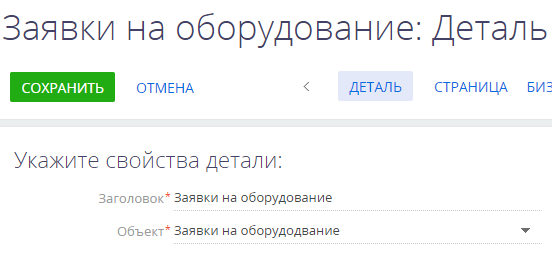 Заявки на оборудование: Деталь
СОХРАНИТЬ ОТМЕНА ДЕТАЛЬ СТРАНИЦА БИЗ
Укажите свойства детали:
Заголовок* Заявки на оборудование
Объект* Заявки на оборудодвание